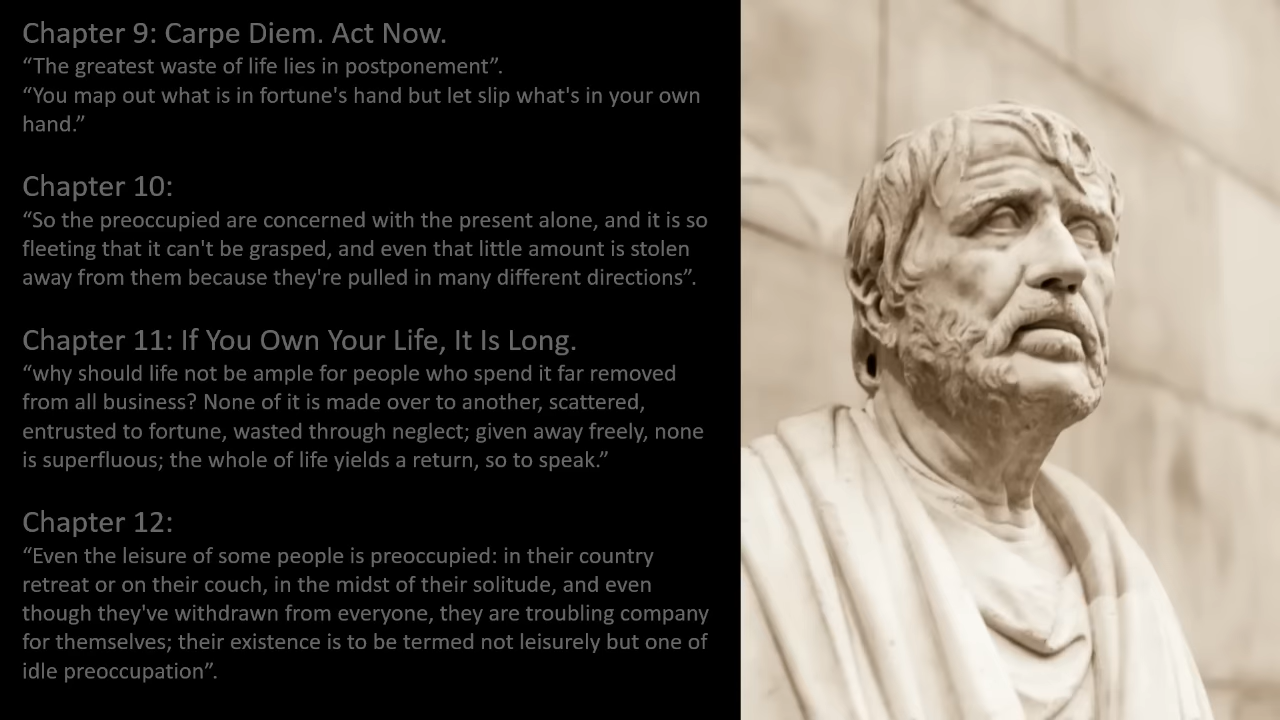 Chapter 9: Carpe Diem. Act Now.
“The greatest waste of life lies in postponement”.
“You map out what is in fortune's hand but let slip what's in your own
hand.”
Chapter 10:
“So the preoccupied are concerned with the present alone, and it is so
fleeting that it can't be grasped, and even that little amount is stolen
away from them because they're pulled in many different directions”.
Chapter 11: If You Own Your Life, It Is Long.
“why should life not be ample for people who spend it far removed
from all business? None of it is made over to another, scattered,
entrusted to fortune, wasted through neglect; given away freely, none
is superfluous; the whole of life yields a return, so to speak.”
Chapter 12:
“Even the leisure of some people is preoccupied: in their country
retreat or on their couch, in the midst of their solitude, and even
though they've withdrawn from everyone, they are troubling company
for themselves; their existence is to be termed not leisurely but one of
idle preoccupation”.